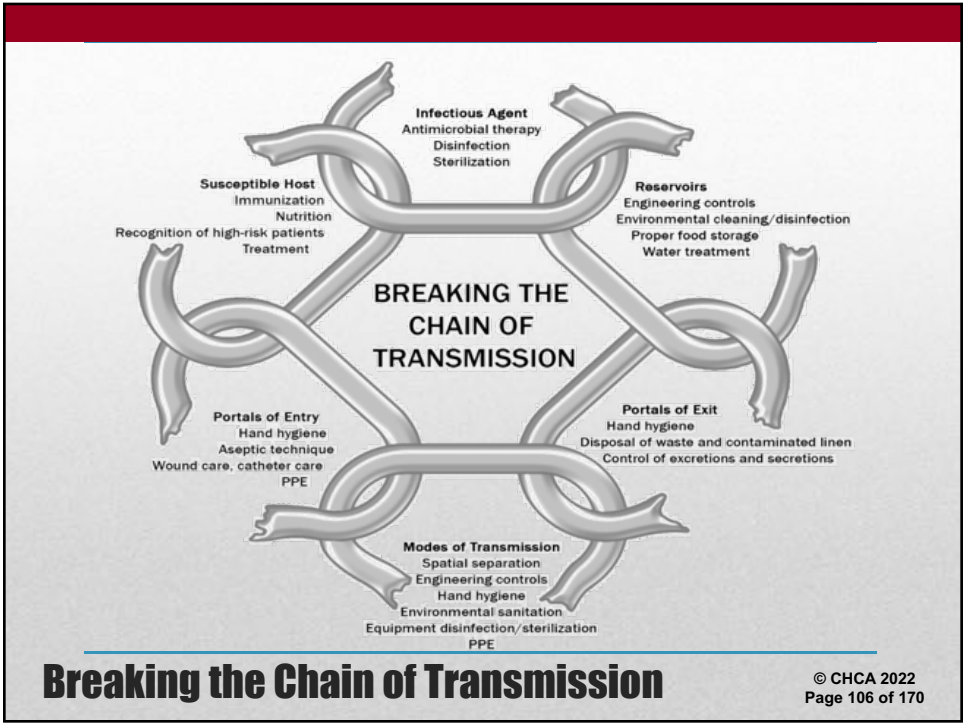 Infectious Agent
Antimicrobial therapy
Disinfection
Sterilization
Susceptible Host
Immunization
Nutrition
Recognition of high-risk patients
Treatment
Reservoirs
Engineering controls
Environmental cleaning/disinfection
Proper food storage
Water treatment
BREAKING THE
CHAIN OF
TRANSMISSION
Portals of Entry
Hand hygiene
Aseptic technique
Wound care, catheter care
PPE
Portals of Exit
Hand hygiene
Disposal of waste and contaminated linen
Control of excretions and secretions
Modes of Transmission
Spatial separation
Engineering controls
Hand hygiene
Environmental sanitation
Equipment disinfection/sterilization
PPE
Breaking the Chain of Transmission
© CHCA 2022
Page 106 of 170